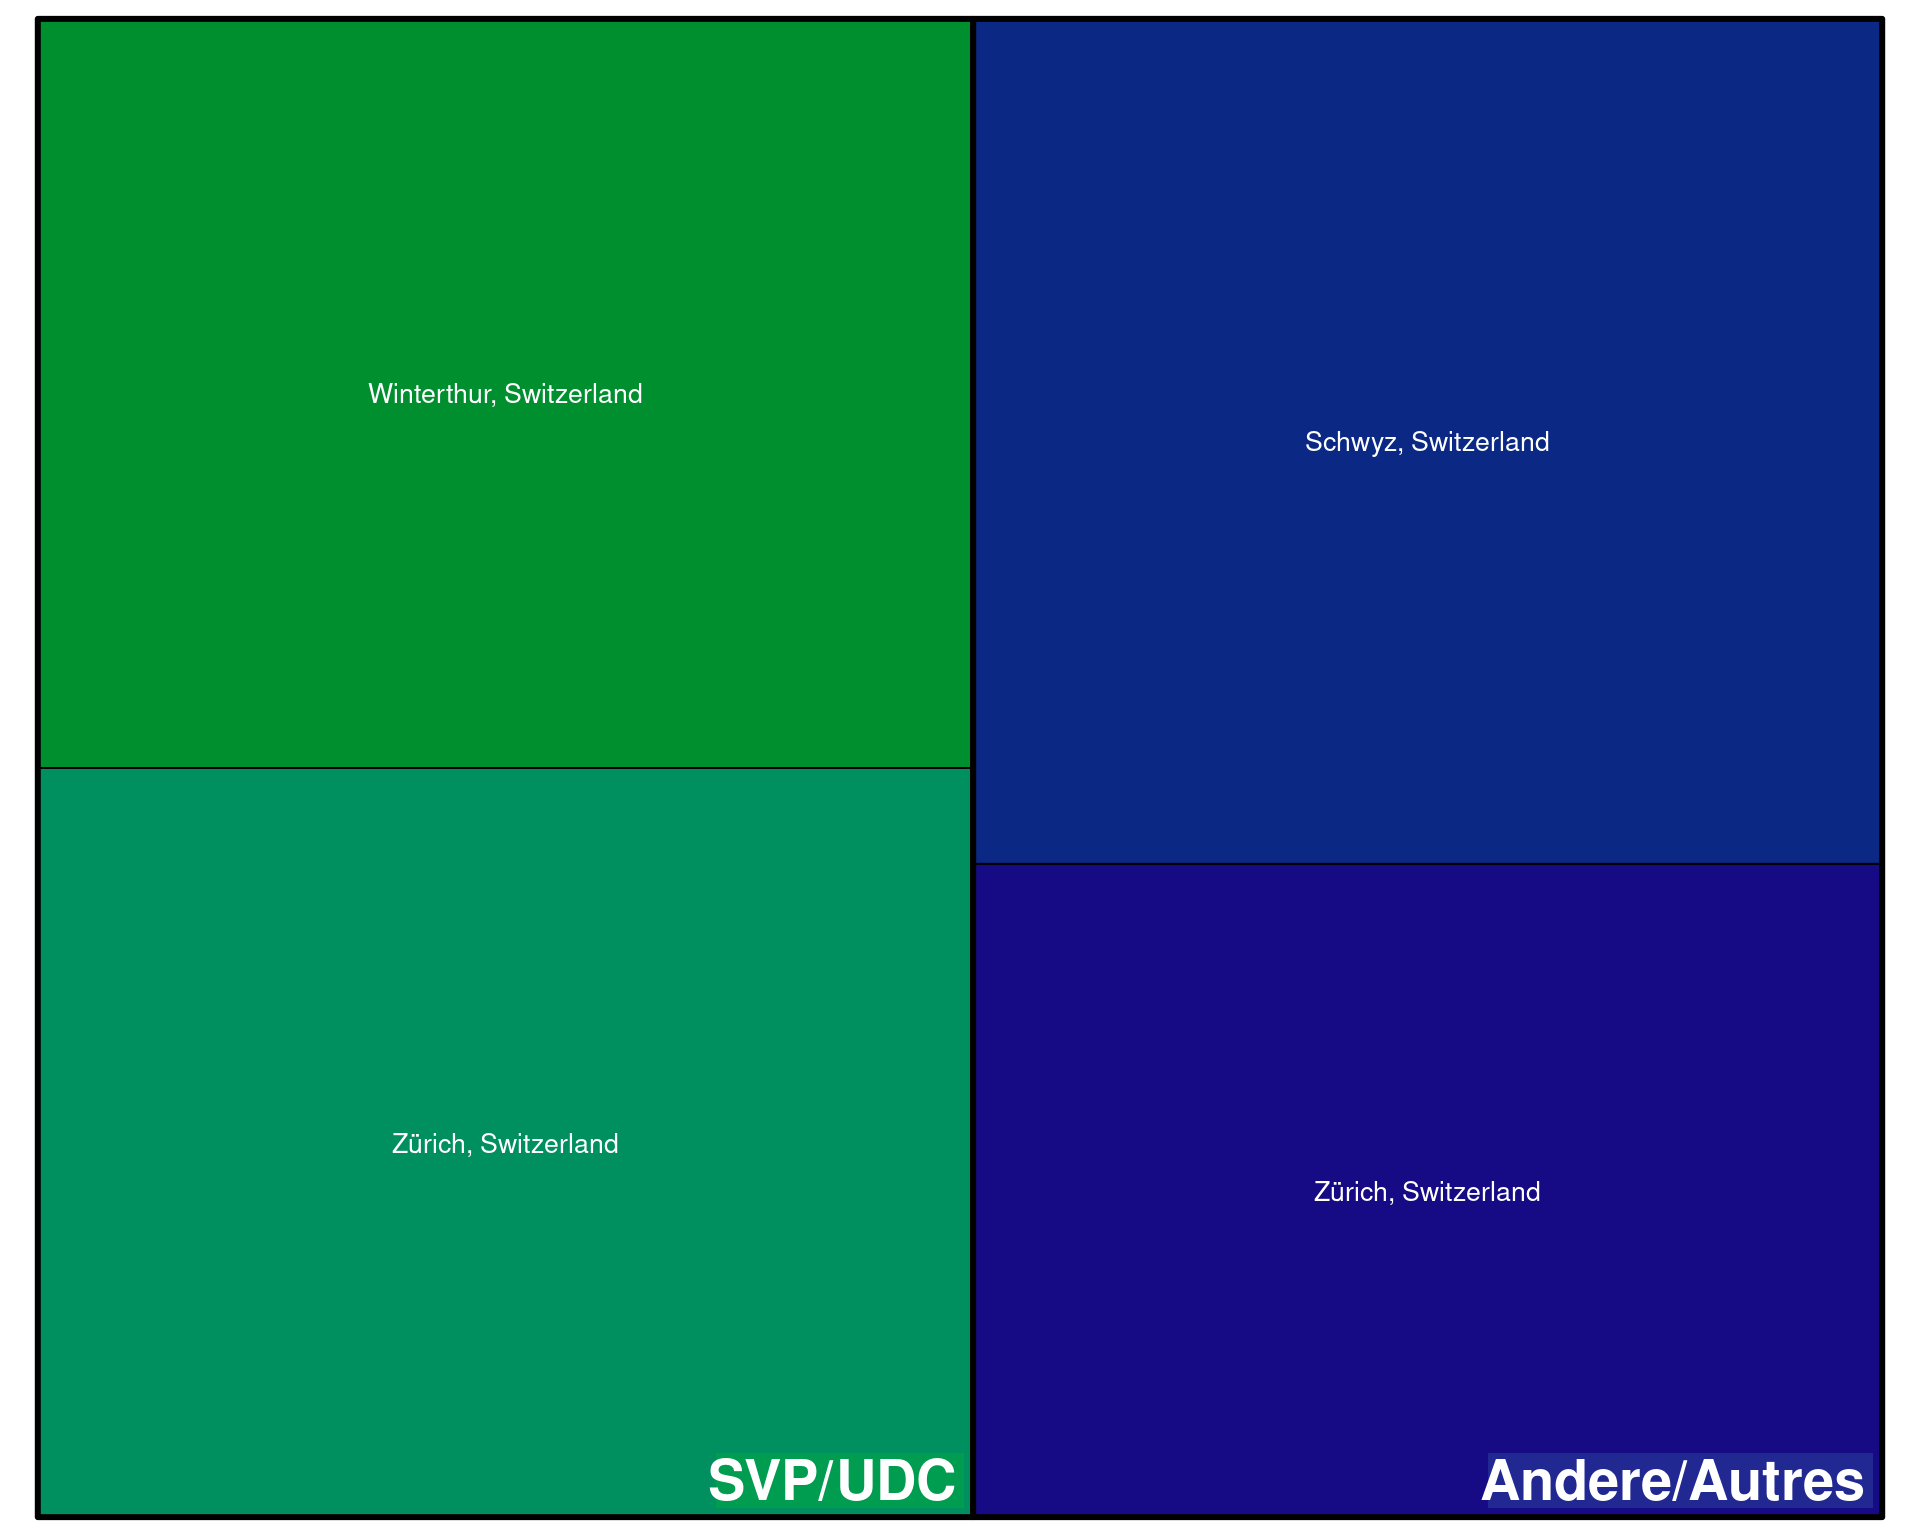 Winterthur, Switzerland
Zürich, Switzerland
SVP/UDC
Schwyz, Switzerland
Zürich, Switzerland
Andere/Autres